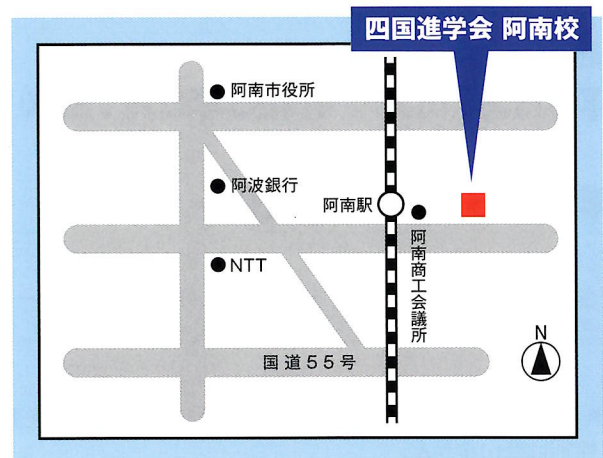 四国進学会 阿南校
阿南市役所
阿波銀行
阿南駅
阿南商工会議所
NTT
国道55号
N